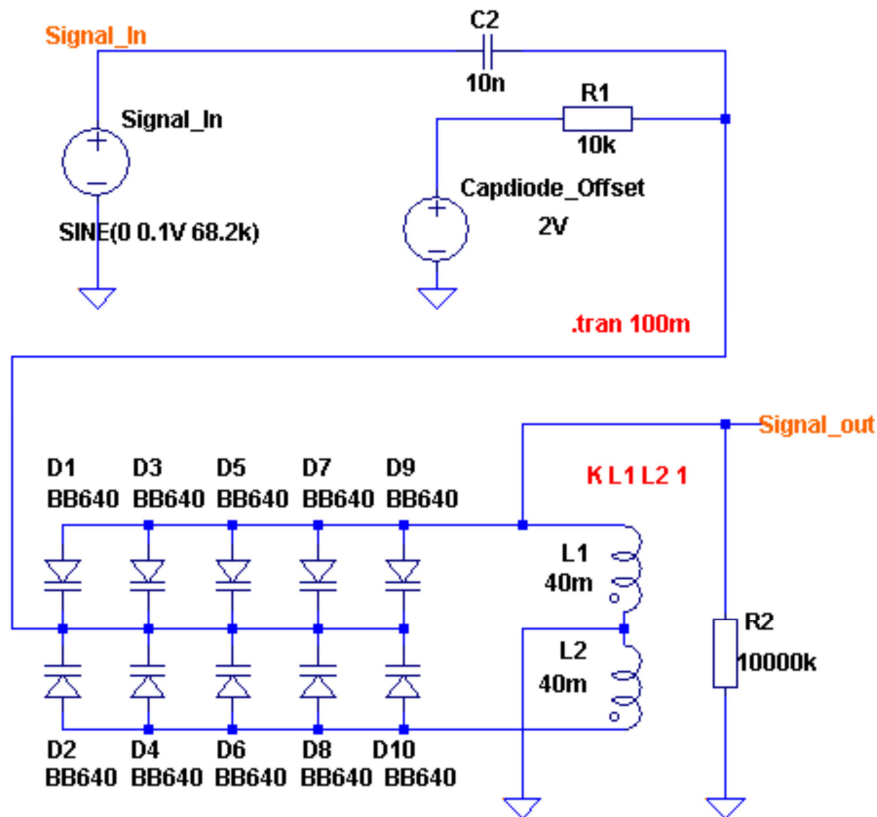 Signal_In
C2
10n
Signal_In
SINE(0 0.1V 68.2k)
R1
10k
Capdiode_Offset
2V
.tran 100m
Signal_out
D1 D3 D5 D7 D9
BB640 BB640 BB640 BB640 BB640
K L1 L2 1
L1
40m
L2
40m
R2
10000k
D2 D4 D6 D8 D10
BB640 BB640 BB640 BB640 BB640